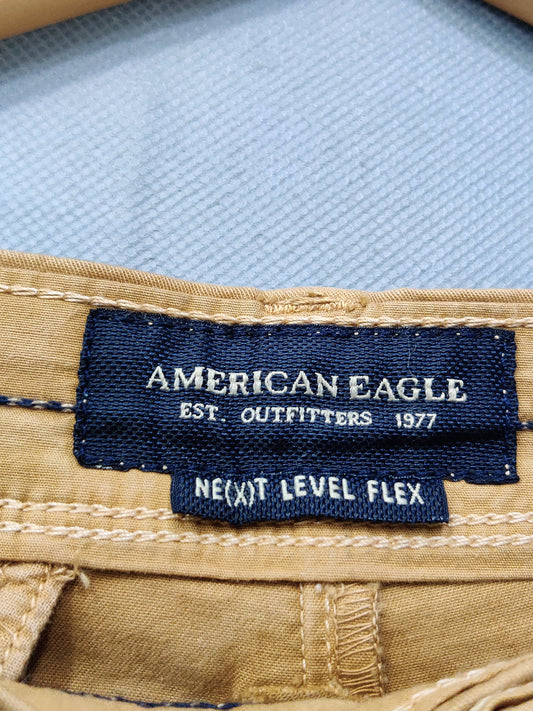 AMERICAN EAGLE
EST. OUTFITTERS 1977
NE(X)T LEVEL FLEX